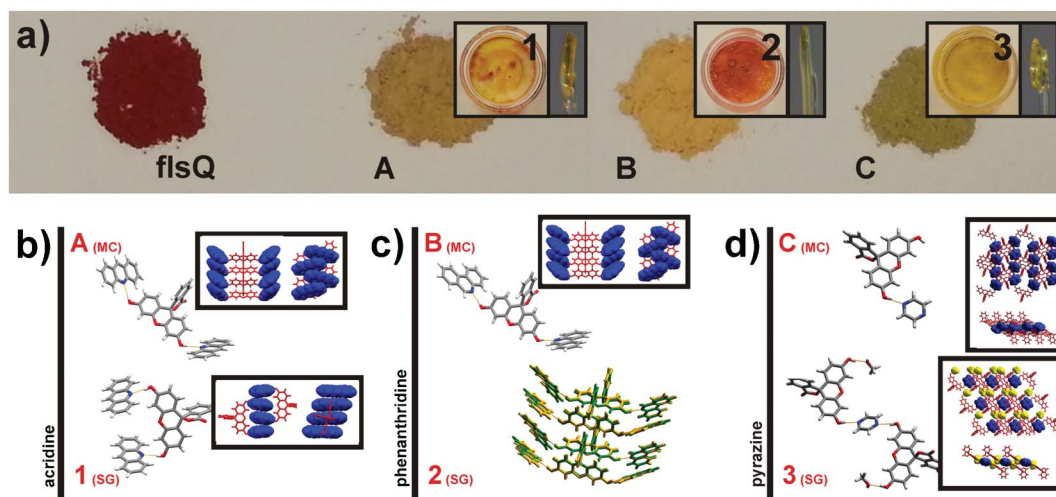 a)
1
2
3
flsQ
A
B
C
b)
A (MC)
c)
B (MC)
d)
C (MC)
acridine
1 (SG)
phenanthridine
2 (SG)
pyrazine
3 (SG)